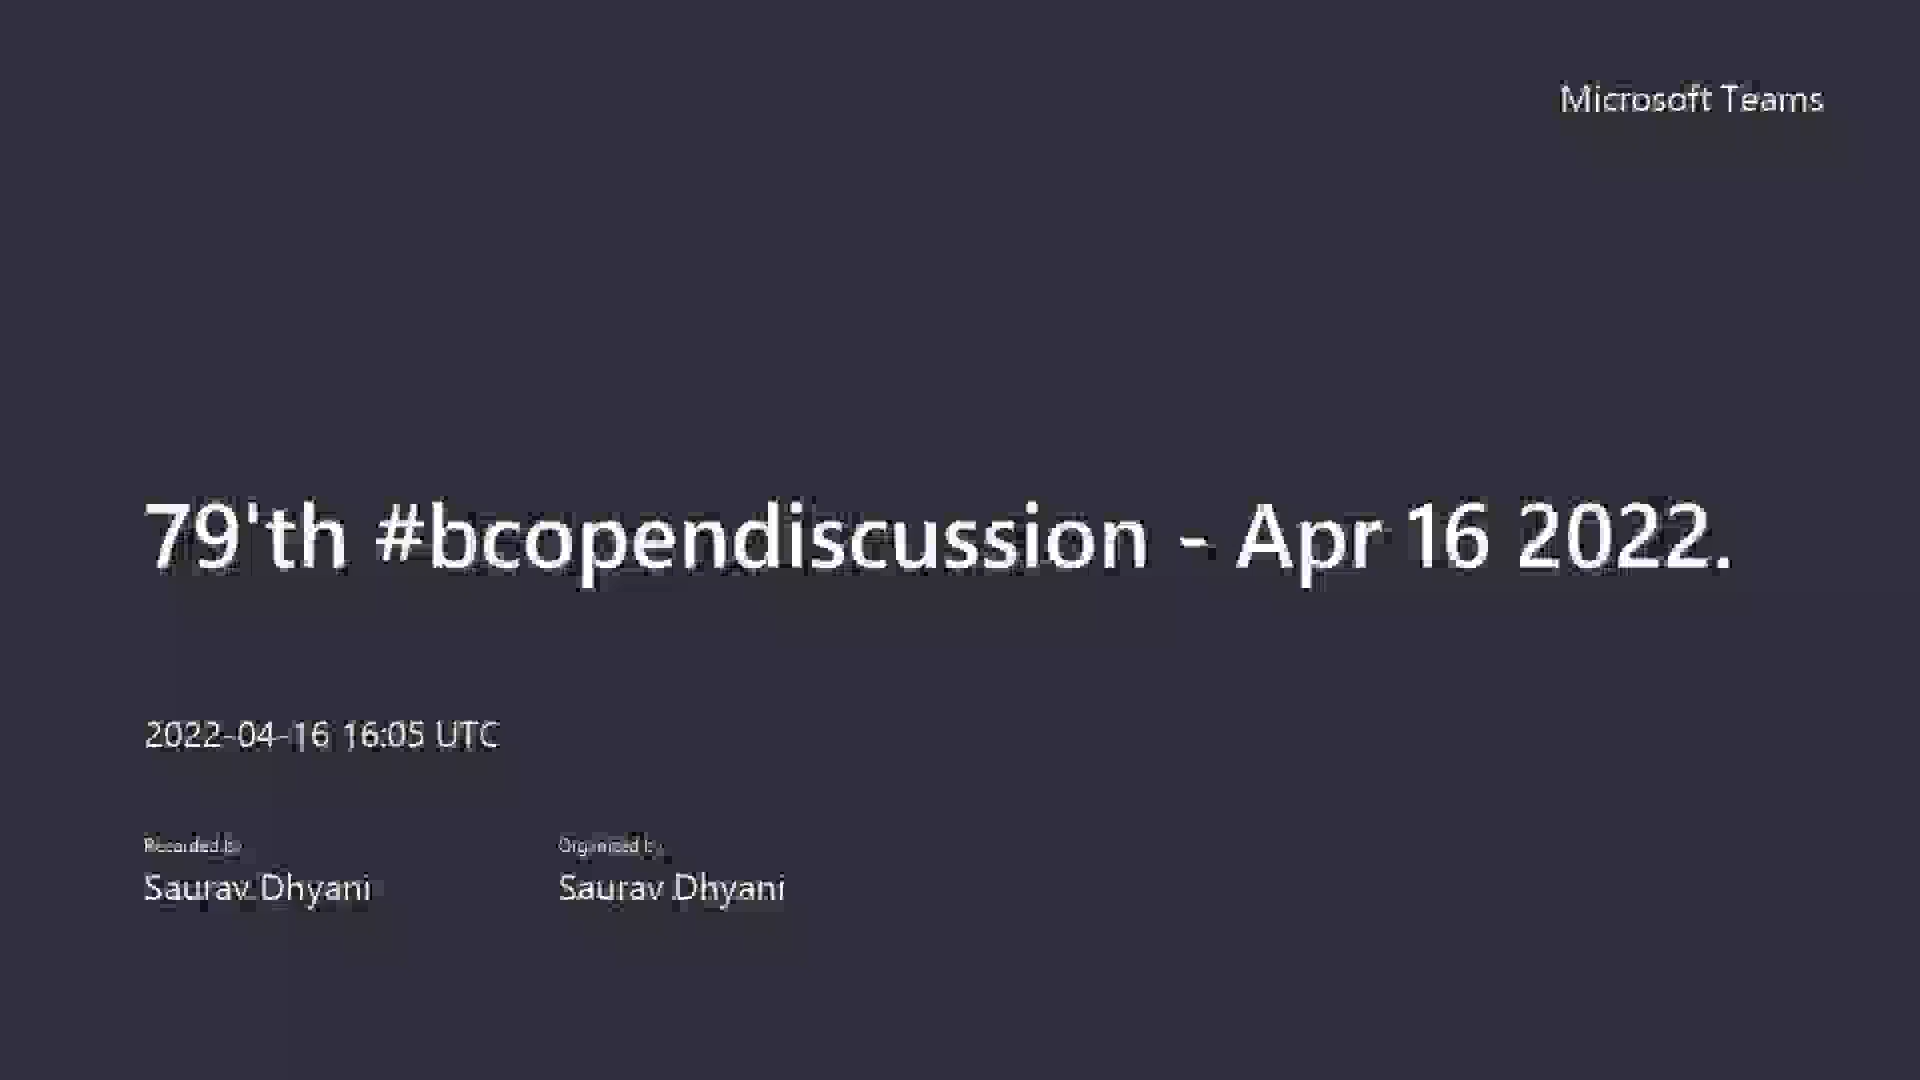 Microsoft Teams
79'th #bcopendiscussion - Apr 16 2022.
2022-04-16 16:05 UTC
Recorded by
Organized by
Saurav Dhyani
Saurav Dhyani